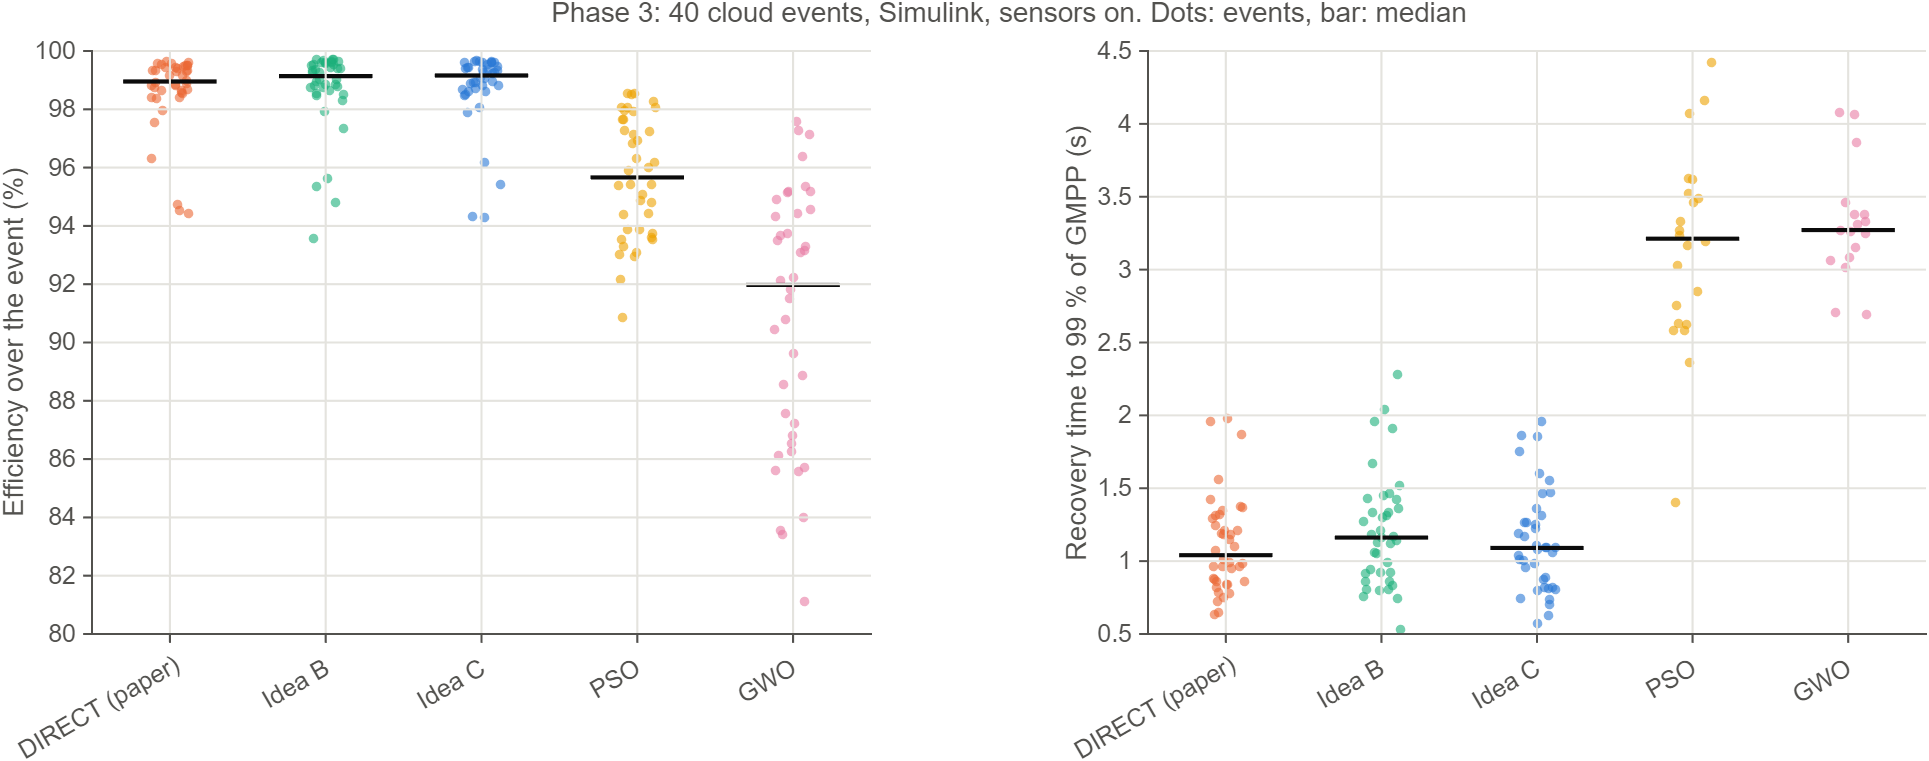 Phase 3: 40 cloud events, Simulink, sensors on. Dots: events, bar: median
Efficiency over the event (%)
100
98
96
94
92
90
88
86
84
82
80
DIRECT (paper)
Idea B
Idea C
PSO
GWO
Recovery time to 99 % of GMPP (s)
4.5
4
3.5
3
2.5
2
1.5
1
0.5
DIRECT (paper)
Idea B
Idea C
PSO
GWO